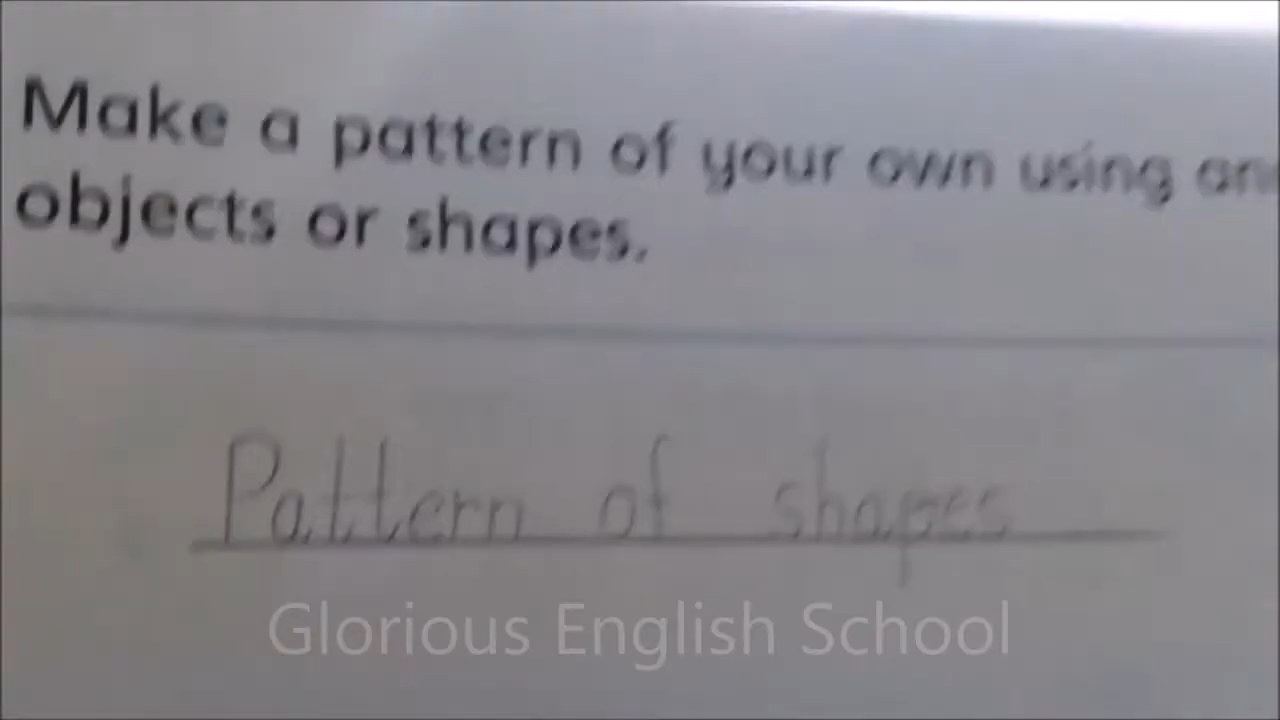 Make a pattern of your own using
objects or shapes.
Pattern of shapes
Glorious English School